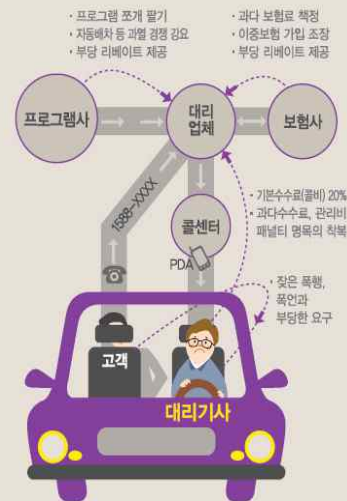 · 프로그램 쪼개 팔기
· 자동배차 등 과열 경쟁 강요
· 부당 리베이트 제공
· 과다 보험료 책정
· 이중보험 가입 조장
· 부당 리베이트 제공
프로그램사
대리
업체
보험사
1588-XXXX
콜센터
PDA
· 기본수수료(콜비) 20%
· 과다수수료, 관리비
패널티 명목의 착복
· 잦은 폭행,
폭언과
부당한 요구
고객
대리기사